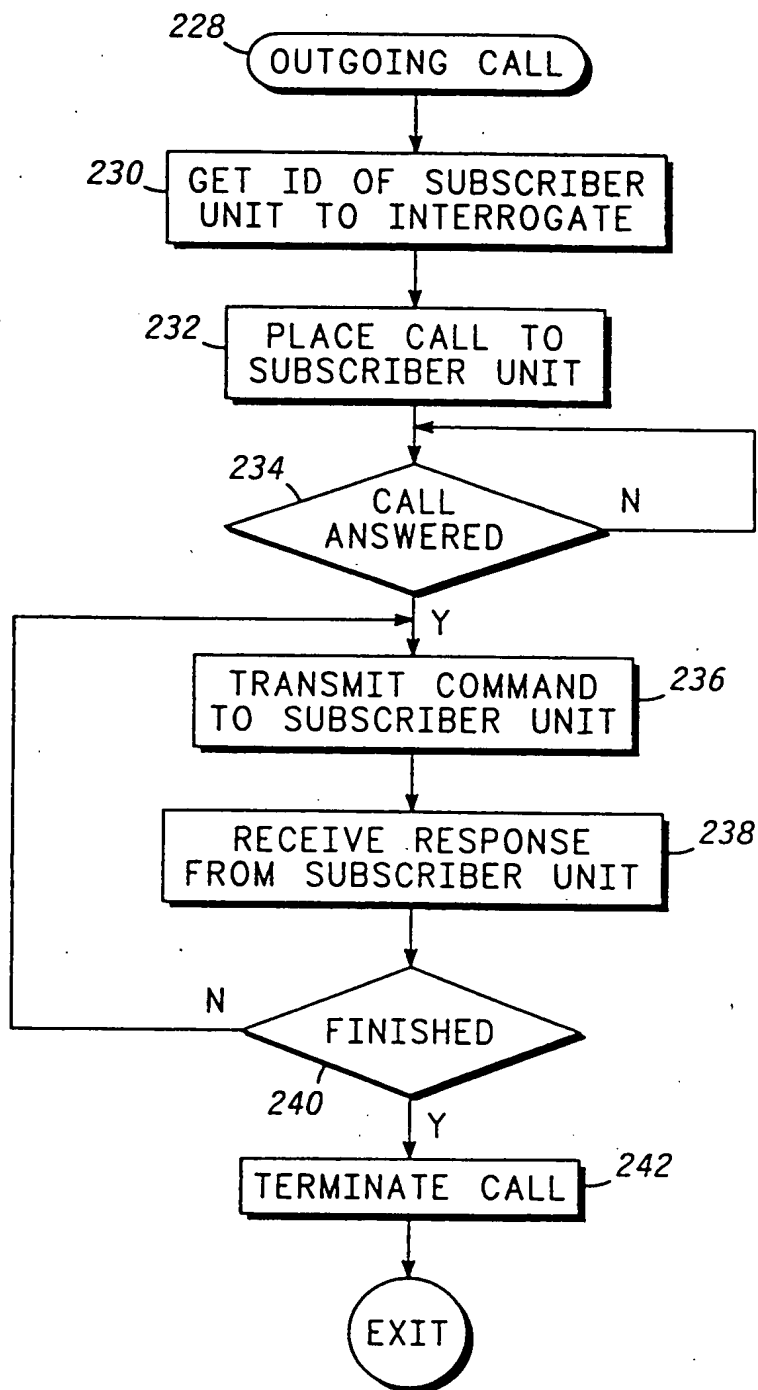 228
OUTGOING CALL
230
GET ID OF SUBSCRIBER
UNIT TO INTERROGATE
232
PLACE CALL TO
SUBSCRIBER UNIT
234
CALL
ANSWERED
N
Y
TRANSMIT COMMAND
TO SUBSCRIBER UNIT
236
RECEIVE RESPONSE
FROM SUBSCRIBER UNIT
238
N
FINISHED
240
Y
TERMINATE CALL
242
EXIT